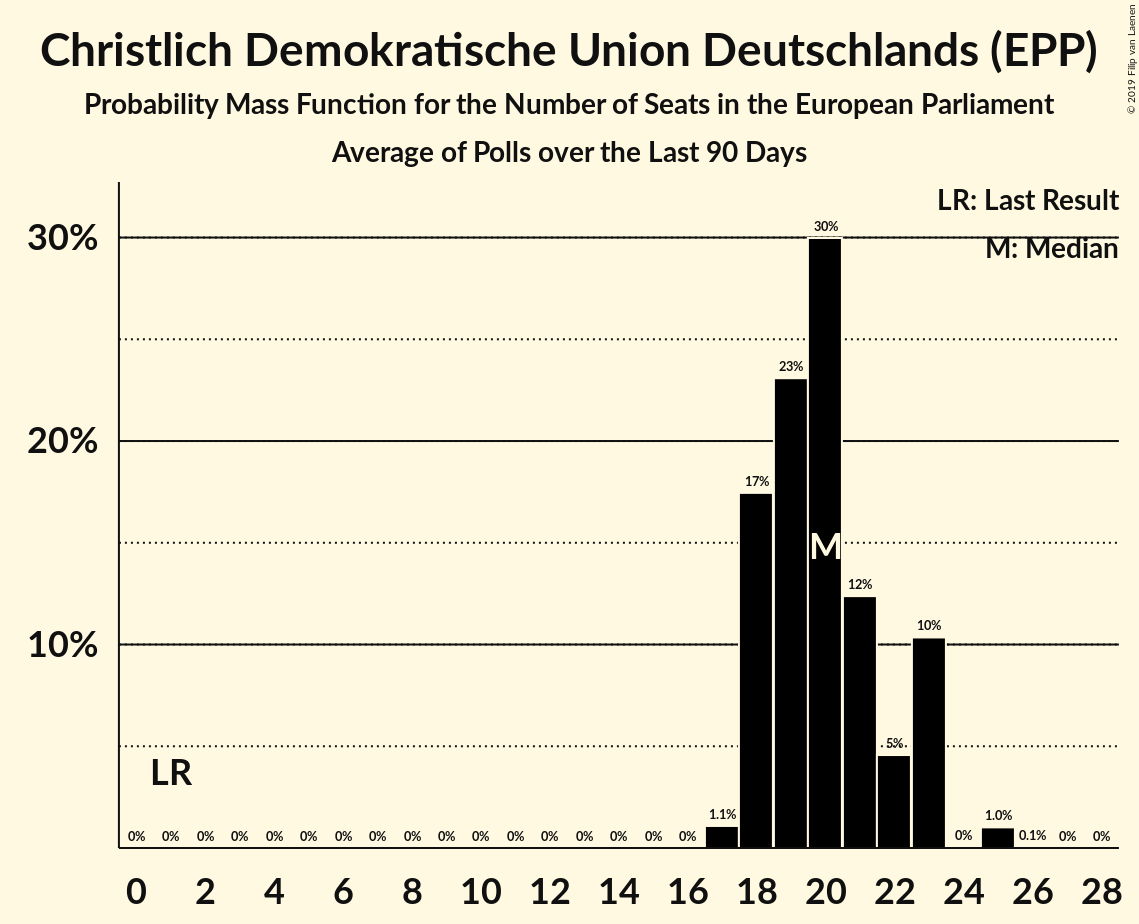 Christlich Demokratische Union Deutschlands (EPP)
Probability Mass Function for the Number of Seats in the European Parliament
Average of Polls over the Last 90 Days
© 2019 Filip van Laenen
LR: Last Result
M: Median
30%
20%
10%
LR
M
0% 0% 0% 0% 0% 0% 0% 0% 0% 0% 0% 0% 0% 0% 0% 0% 0% 1.1% 17% 23% 30% 12% 5% 10% 0% 1.0% 0.1% 0% 0%
0 2 4 6 8 10 12 14 16 18 20 22 24 26 28